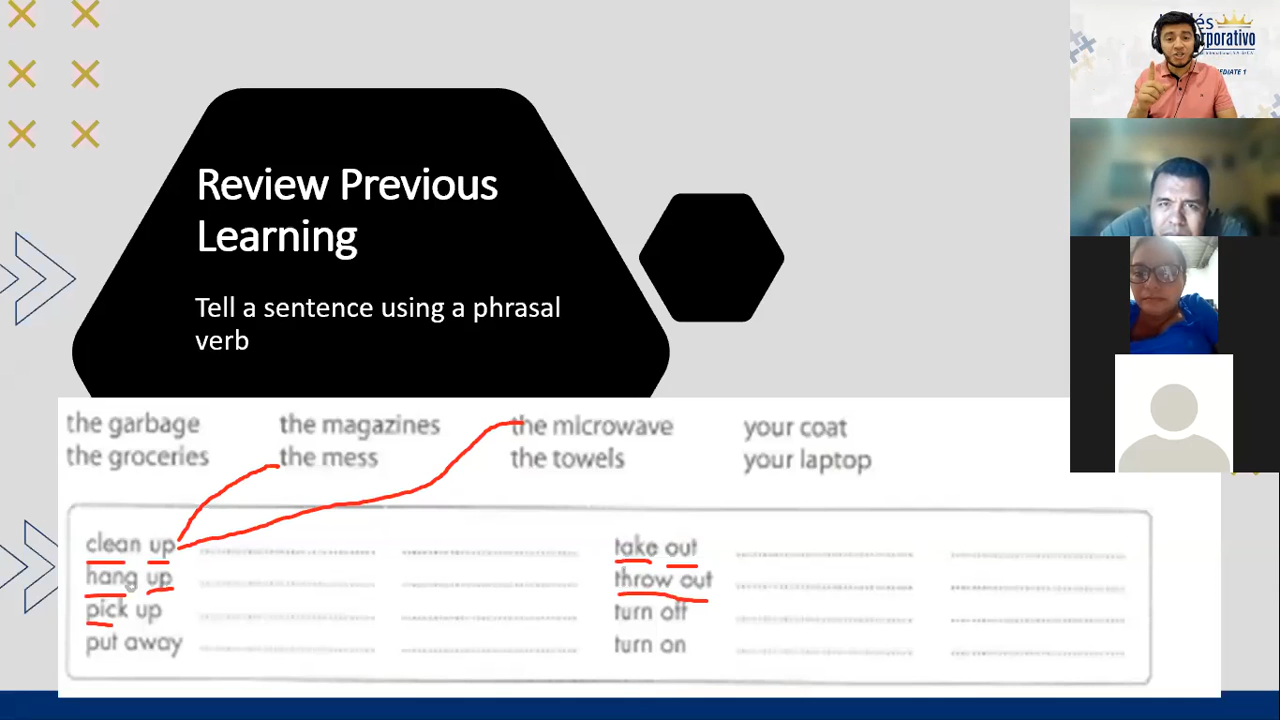 Review Previous
Learning
Tell a sentence using a phrasal
verb
the garbage the magazines the microwave your coat
the groceries the mess the towels your laptop
clean up take out
hang up throw out
pick up turn off
put away turn on